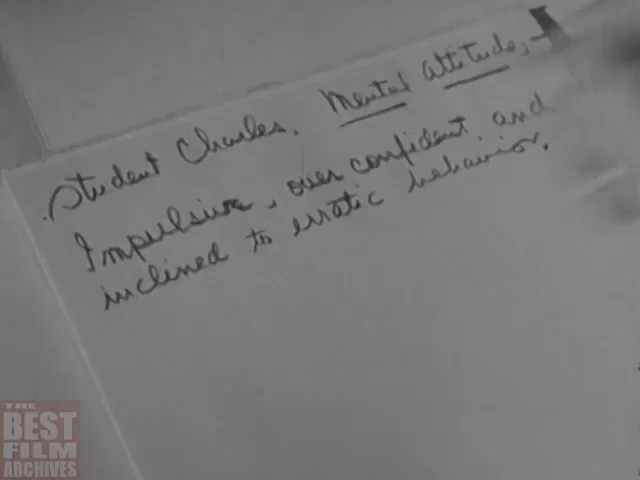 Student Charles. Mental attitude,-
Impulsive, over confident, and
inclined to erratic behavior.
THE
BEST
FILM
ARCHIVES